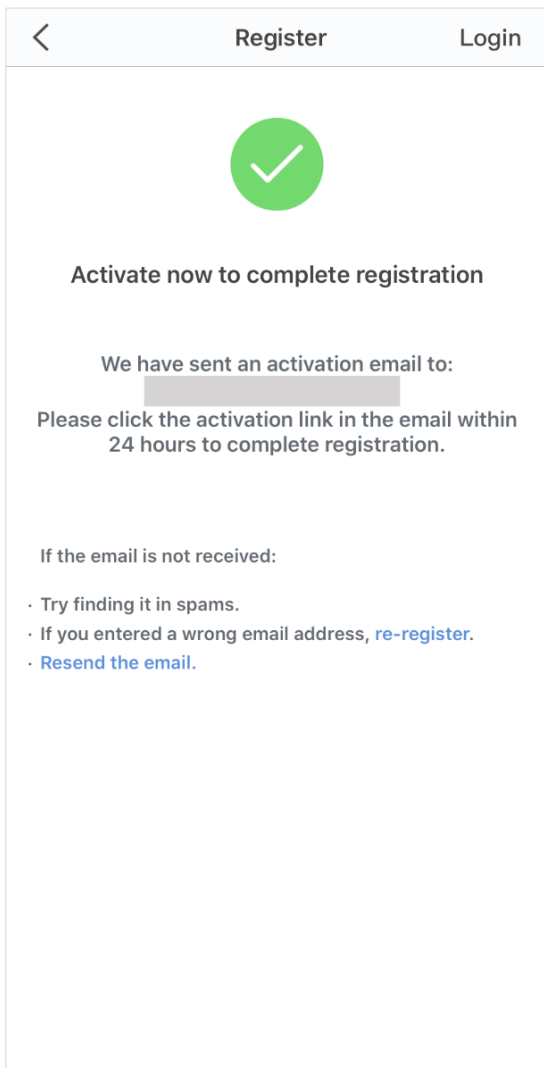 Register
Login
Activate now to complete registration
We have sent an activation email to:
Please click the activation link in the email within
24 hours to complete registration.
If the email is not received:
· Try finding it in spams.
· If you entered a wrong email address, re-register.
· Resend the email.